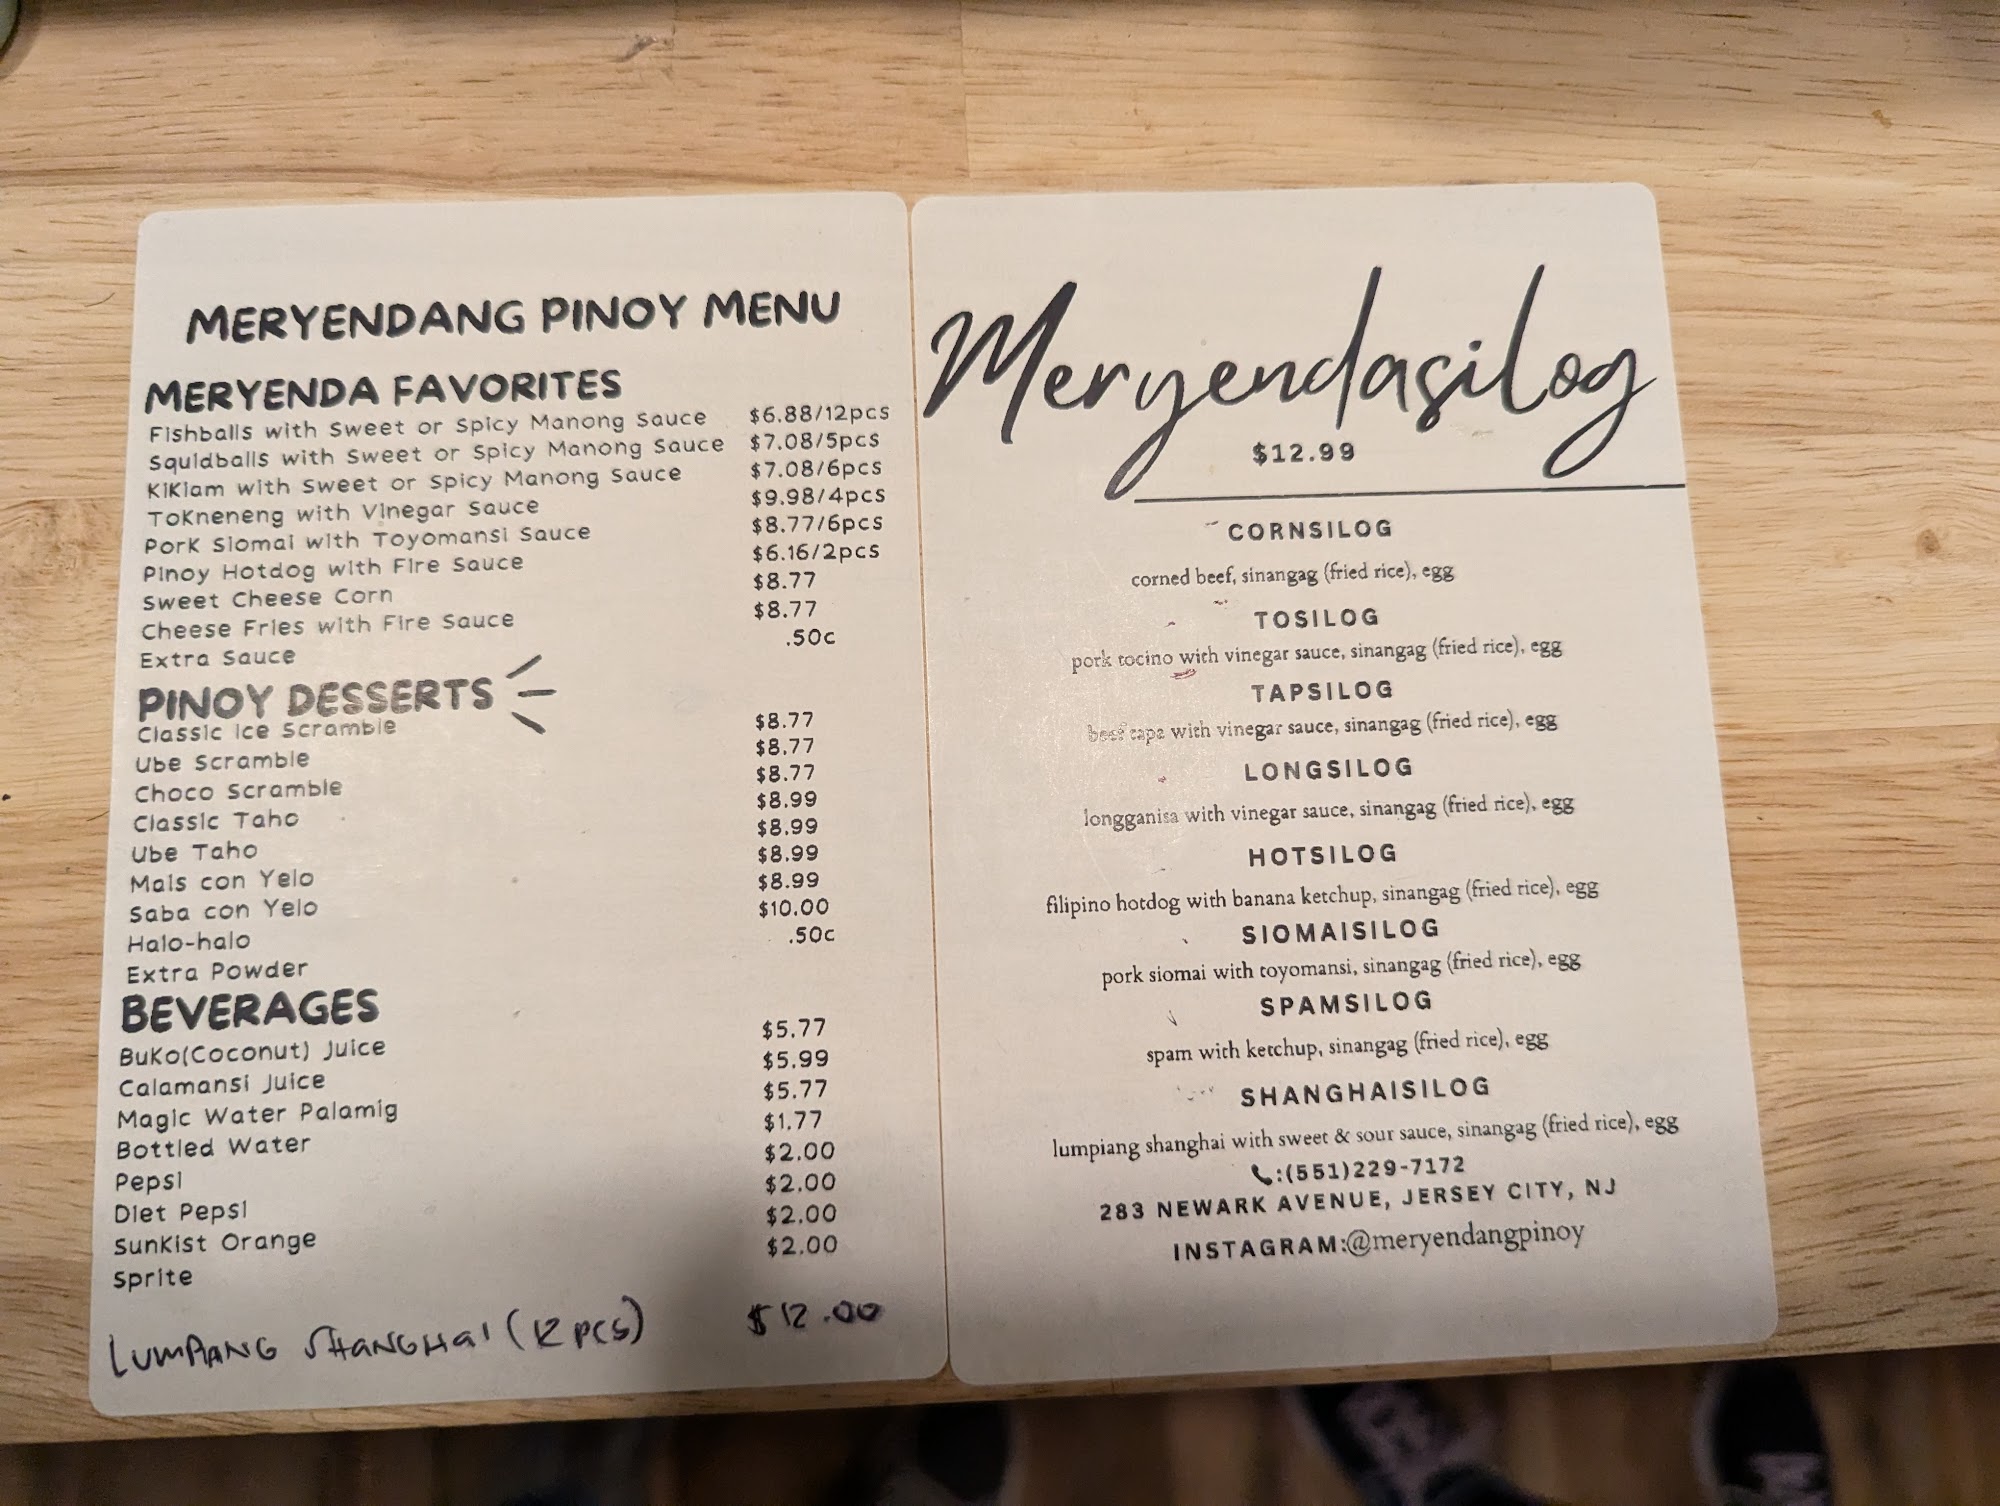 MERYENDANG PINOY MENU
MERYENDA FAVORITES
Fishballs with Sweet or Spicy Manong Sauce $6.88/12pcs
Squidballs with Sweet or Spicy Manong Sauce $7.08/5pcs
Kikiam with Sweet or Spicy Manong Sauce $7.08/6pcs
Tokneneng with Vinegar Sauce $9.98/4pcs
Pork Siomai with Toyomansi Sauce $8.77/6pcs
Pinoy Hotdog with Fire Sauce $6.16/2pcs
Sweet Cheese Corn $8.77
Cheese Fries with Fire Sauce $8.77
Extra Sauce .50c
PINOY DESSERTS
Classic Ice Scramble $8.77
Ube Scramble $8.77
Choco Scramble $8.77
Classic Taho $8.99
Ube Taho $8.99
Mais con Yelo $8.99
Saba con Yelo $8.99
Halo-halo $10.00
Extra Powder .50c
BEVERAGES
Buko(Coconut) Juice $5.77
Calamansi Juice $5.99
Magic Water Palamig $5.77
Bottled Water $1.77
Pepsi $2.00
Diet Pepsi $2.00
Sunkist Orange $2.00
Sprite $2.00
LUMPIANG SHANGHAI (12 PCS) $12.00
Meryendasilog
$12.99
CORNSILOG
corned beef, sinangag (fried rice), egg
TOSILOG
pork tocino with vinegar sauce, sinangag (fried rice), egg
TAPSILOG
beef tapa with vinegar sauce, sinangag (fried rice), egg
LONGSILOG
longganisa with vinegar sauce, sinangag (fried rice), egg
HOTSILOG
filipino hotdog with banana ketchup, sinangag (fried rice), egg
SIOMAISILOG
pork siomai with toyomansi, sinangag (fried rice), egg
SPAMSILOG
spam with ketchup, sinangag (fried rice), egg
SHANGHAISILOG
lumpiang shanghai with sweet & sour sauce, sinangag (fried rice), egg
:(551)229-7172
283 NEWARK AVENUE, JERSEY CITY, NJ
INSTAGRAM:@meryendangpinoy